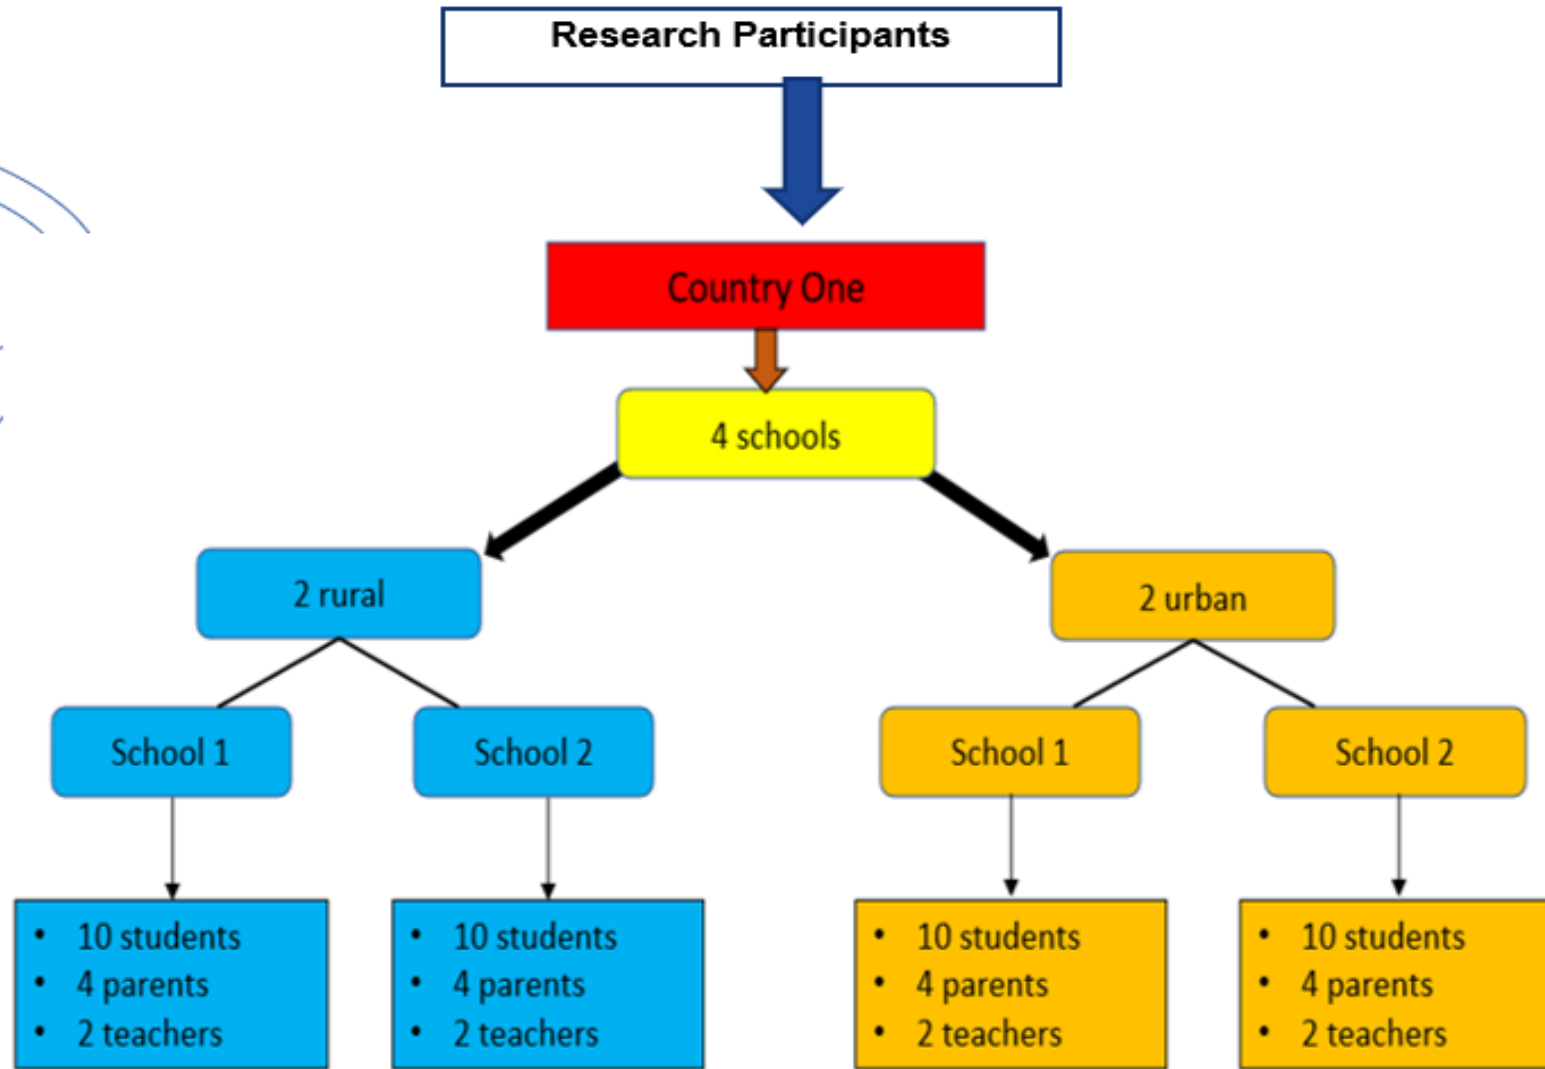 Research Participants
Country One
4 schools
2 rural
2 urban
School 1
School 2
School 1
School 2
• 10 students
• 4 parents
• 2 teachers
• 10 students
• 4 parents
• 2 teachers
• 10 students
• 4 parents
• 2 teachers
• 10 students
• 4 parents
• 2 teachers